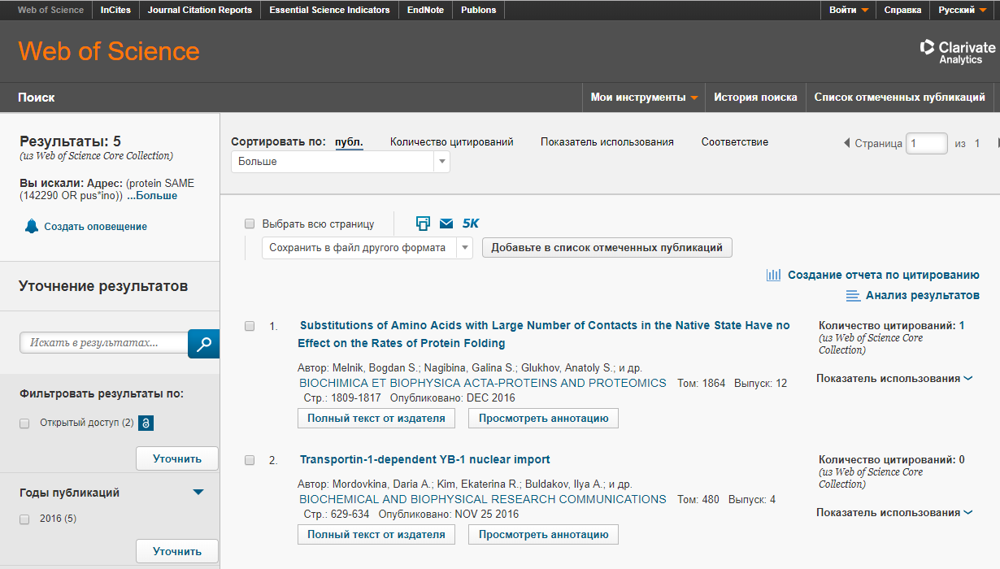 Web of Science InCites Journal Citation Reports Essential Science Indicators EndNote Publons Войти Справка Русский
Web of Science
Clarivate
Analytics
Поиск Мои инструменты История поиска Список отмеченных публикаций
Результаты: 5
(из Web of Science Core Collection)
Вы искали: Адрес: (protein SAME
(142290 OR pus*ino)) ...Больше
Создать оповещение
Уточнение результатов
Искать в результатах...
Фильтровать результаты по:
Открытый доступ (2)
Уточнить
Годы публикаций
2016 (5)
Уточнить
Сортировать по: публ. Количество цитирований Показатель использования Соответствие
Больше
Страница 1 из 1
Выбрать всю страницу 5K
Сохранить в файл другого формата Добавьте в список отмеченных публикаций
Создание отчета по цитированию
Анализ результатов
1. Substitutions of Amino Acids with Large Number of Contacts in the Native State Have no
Effect on the Rates of Protein Folding
Автор: Melnik, Bogdan S.; Nagibina, Galina S.; Glukhov, Anatoly S.; и др.
BIOCHIMICA ET BIOPHYSICA ACTA-PROTEINS AND PROTEOMICS Том: 1864 Выпуск: 12
Стр.: 1809-1817 Опубликовано: DEC 2016
Полный текст от издателя Просмотреть аннотацию
Количество цитирований: 1
(из Web of Science Core
Collection)
Показатель использования
2. Transportin-1-dependent YB-1 nuclear import
Автор: Mordovkina, Daria A.; Kim, Ekaterina R.; Buldakov, Ilya A.; и др.
BIOCHEMICAL AND BIOPHYSICAL RESEARCH COMMUNICATIONS Том: 480 Выпуск: 4
Стр.: 629-634 Опубликовано: NOV 25 2016
Полный текст от издателя Просмотреть аннотацию
Количество цитирований: 0
(из Web of Science Core
Collection)
Показатель использования